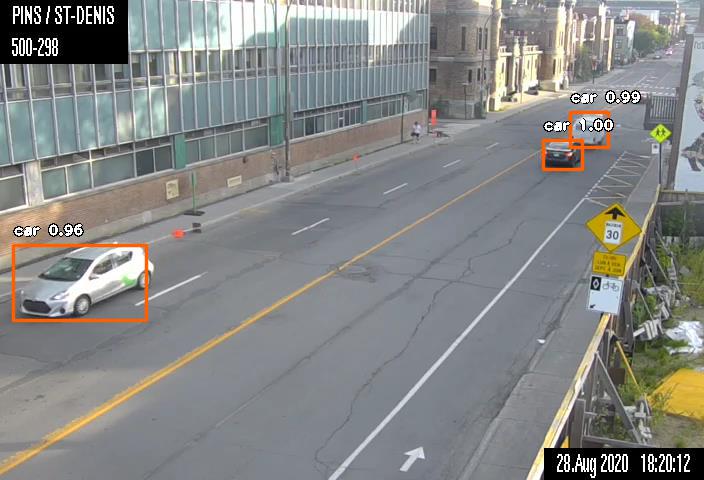 PINS / ST-DENIS
500-298
car 0.99
car 1.00
car 0.96
MAXIMUM
30
28.Aug 2020 18:20:12